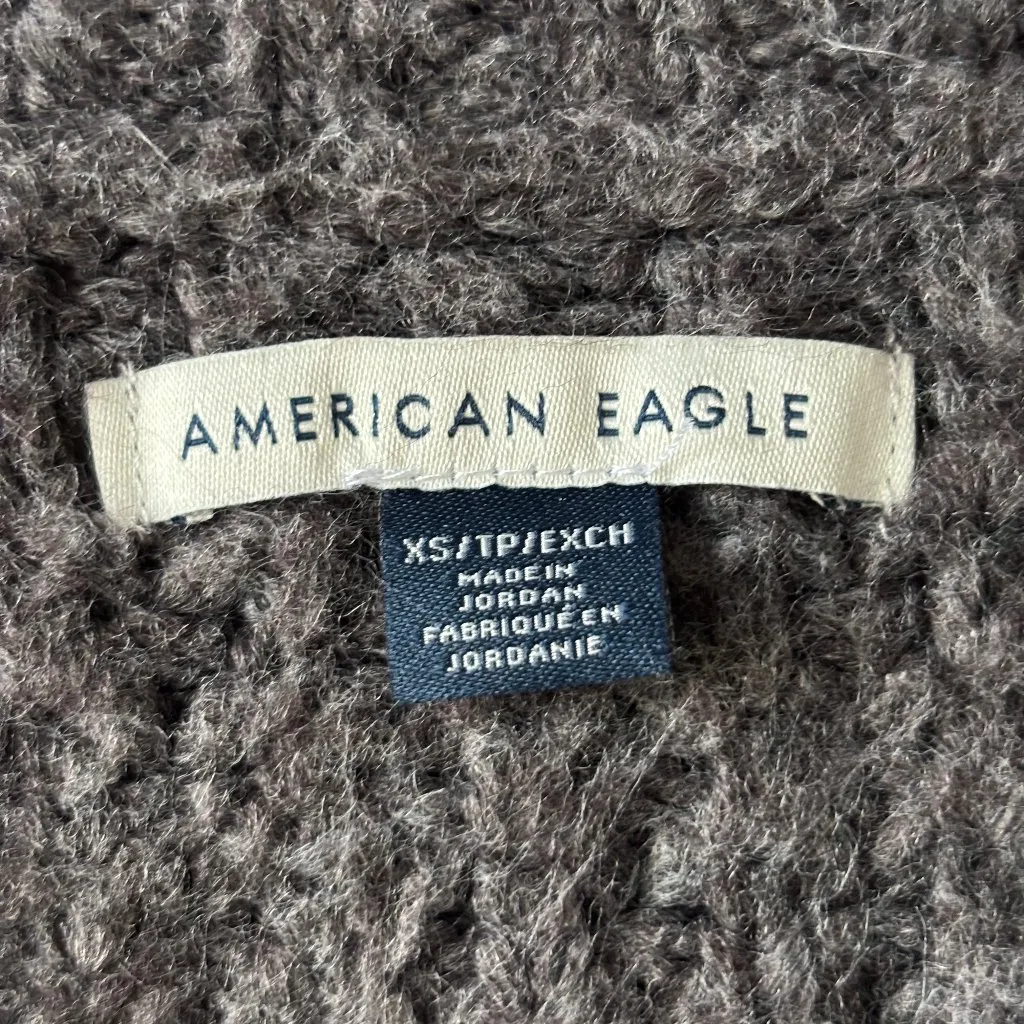 AMERICAN EAGLE
XS/TP/EXCH
MADE IN
JORDAN
FABRIQUÉ EN
JORDANIE